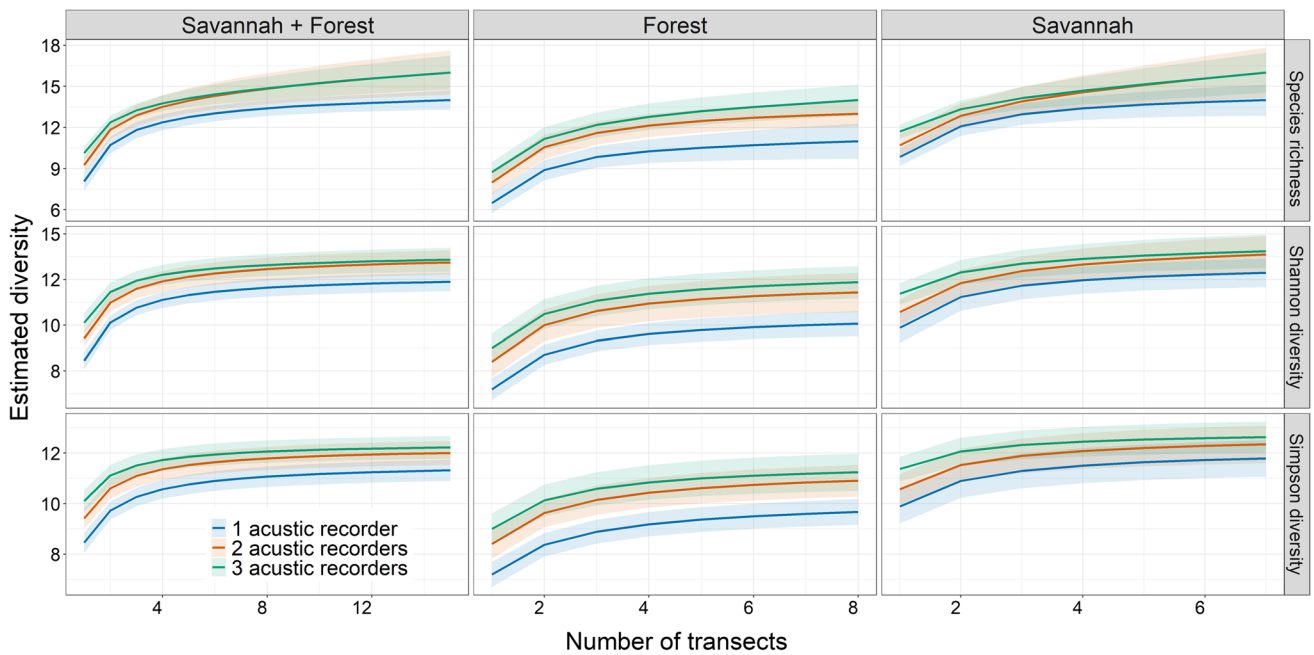 Savannah + Forest
Forest
Savannah
Estimated diversity
18
15
12
9
6
Species richness
15
12
10
8
Shannon diversity
12
10
8
Simpson diversity
1 acustic recorder
2 acustic recorders
3 acustic recorders
4 8 12
2 4 6 8
2 4 6
Number of transects